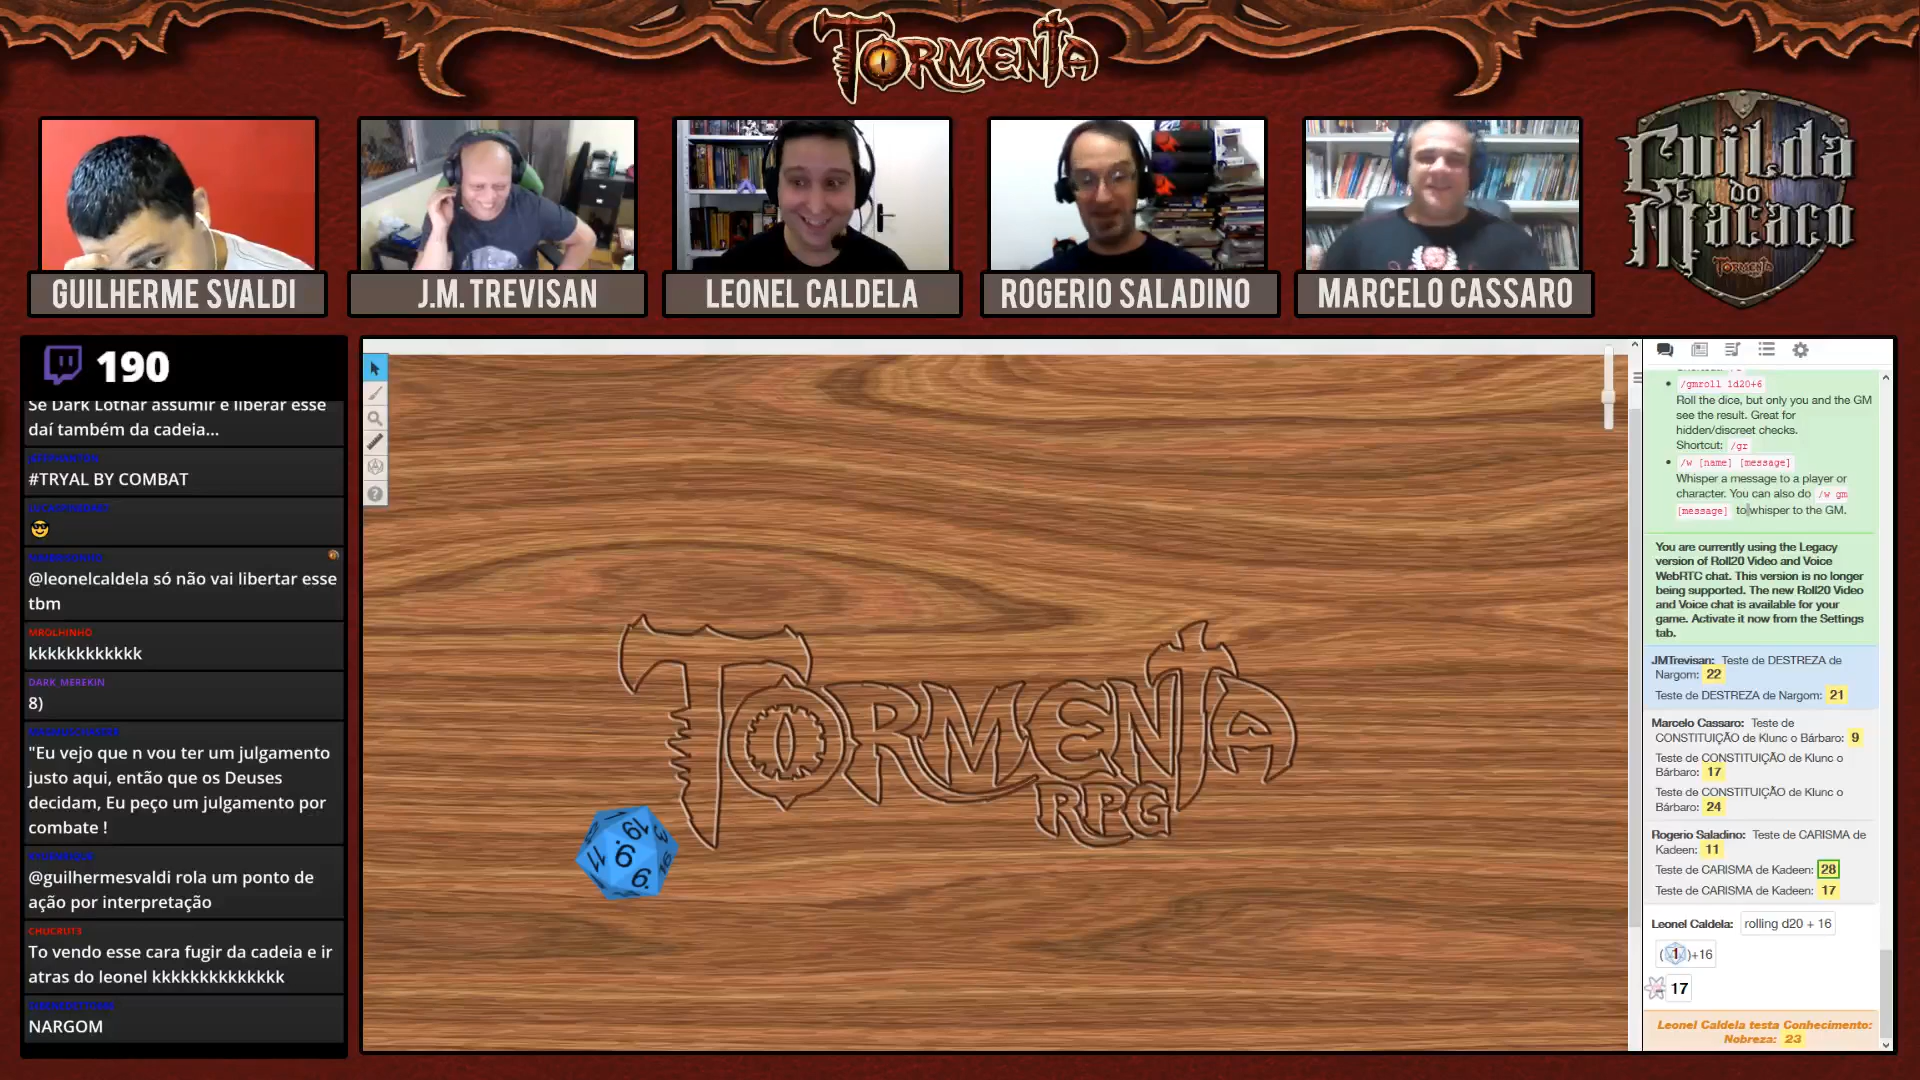 TORMENTA
GUILHERME SVALDI
J.M. TREVISAN
LEONEL CALDELA
ROGERIO SALADINO
MARCELO CASSARO
Guilda
do
Macaco
TORMENTA
190
Se Dark Lothar assumir e liberar esse
daí também da cadeia...
#TRYAL BY COMBAT
😎
@leonelcaldela só não vai libertar esse
tbm
MROLHINHO
kkkkkkkkkkkk
DARK_MEREKIN
8)
"Eu vejo que n vou ter um julgamento
justo aqui, então que os Deuses
decidam, Eu peço um julgamento por
combate !
@guilhermesvaldi rola um ponto de
ação por interpretação
CHUCRUT3
To vendo esse cara fugir da cadeia e ir
atras do leonel kkkkkkkkkkkkkk
NARGOM
TORMENTA
RPG
19
3
11
9.
16
9.
/gmroll 1d20+6
Roll the dice, but only you and the GM
see the result. Great for
hidden/discreet checks.
Shortcut: /gr
/w [name] [message]
Whisper a message to a player or
character. You can also do /w gm
[message] to whisper to the GM.
You are currently using the Legacy
version of Roll20 Video and Voice
WebRTC chat. This version is no longer
being supported. The new Roll20 Video
and Voice chat is available for your
game. Activate it now from the Settings
tab.
JMTrevisan: Teste de DESTREZA de
Nargom: 22
Teste de DESTREZA de Nargom: 21
Marcelo Cassaro: Teste de
CONSTITUIÇÃO de Klunc o Bárbaro: 9
Teste de CONSTITUIÇÃO de Klunc o
Bárbaro: 17
Teste de CONSTITUIÇÃO de Klunc o
Bárbaro: 24
Rogerio Saladino: Teste de CARISMA de
Kadeen: 11
Teste de CARISMA de Kadeen: 28
Teste de CARISMA de Kadeen: 17
Leonel Caldela: rolling d20 + 16
(1)+16
17
Leonel Caldela testa Conhecimento:
Nobreza: 23